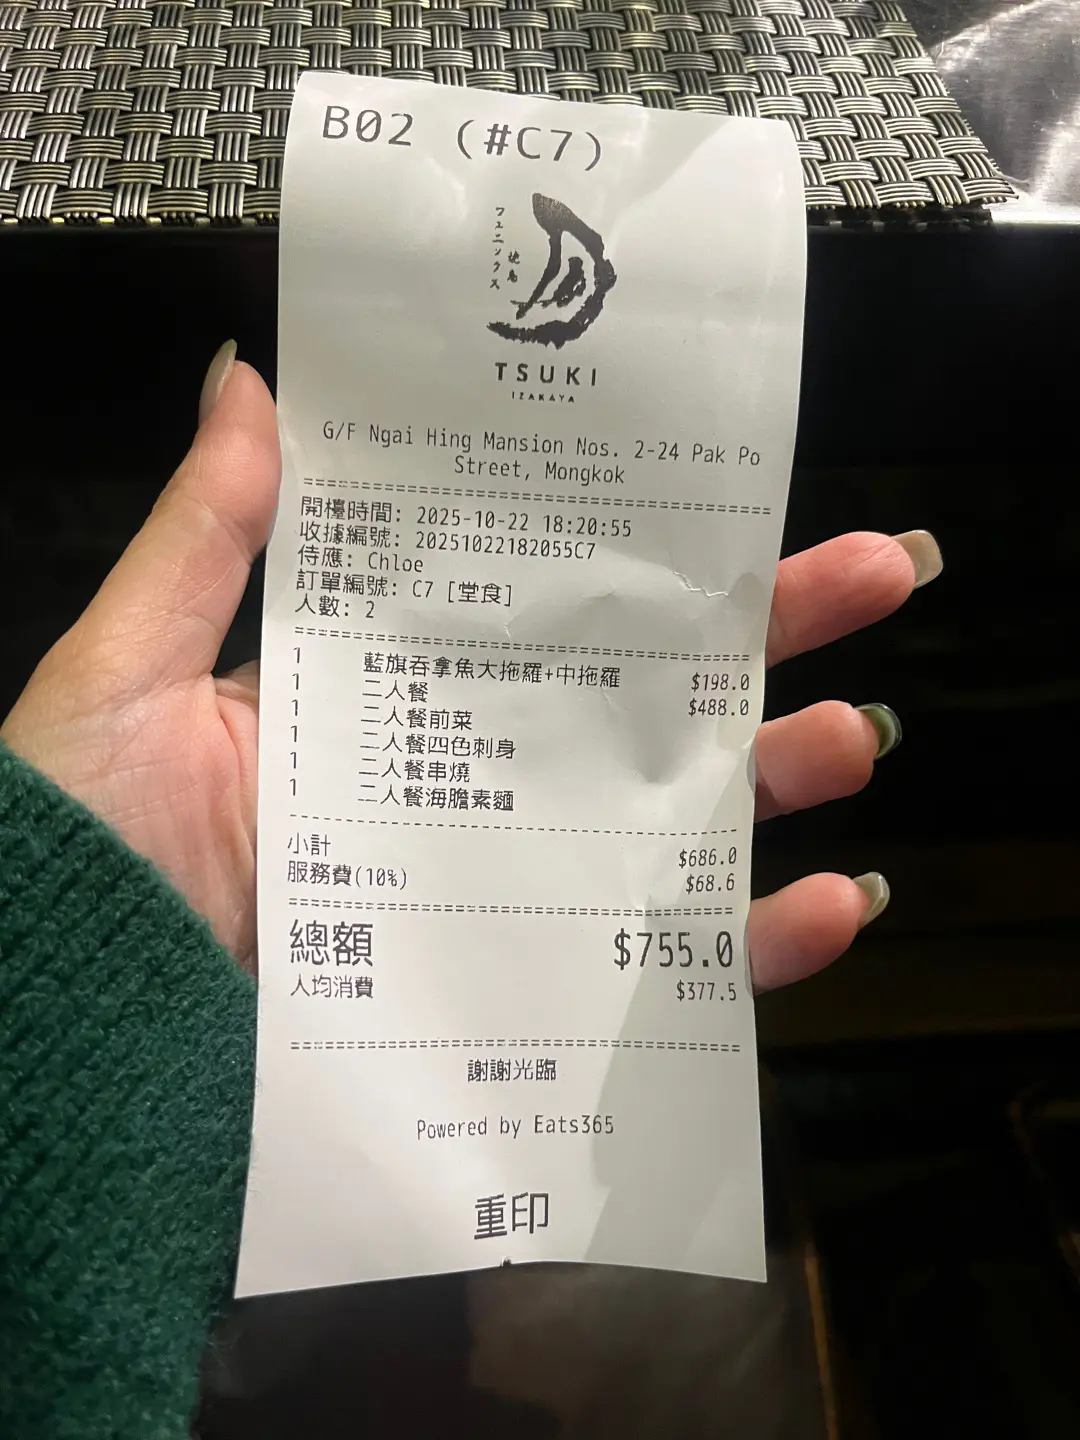 B02 (#C7)
フェニックス
焼鳥
TSUKI
IZAKAYA
G/F Ngai Hing Mansion Nos. 2-24 Pak Po
Street, Mongkok
開檯時間: 2025-10-22 18:20:55
收據編號: 20251022182055C7
侍應: Chloe
訂單編號: C7 [堂食]
人數: 2
1 藍旗吞拿魚大拖羅+中拖羅 $198.0
1 二人餐 $488.0
1 二人餐前菜
1 二人餐四色刺身
1 二人餐串燒
1 二人餐海膽素麵
小計 $686.0
服務費(10%) $68.6
總額 $755.0
人均消費 $377.5
謝謝光臨
Powered by Eats365
重印